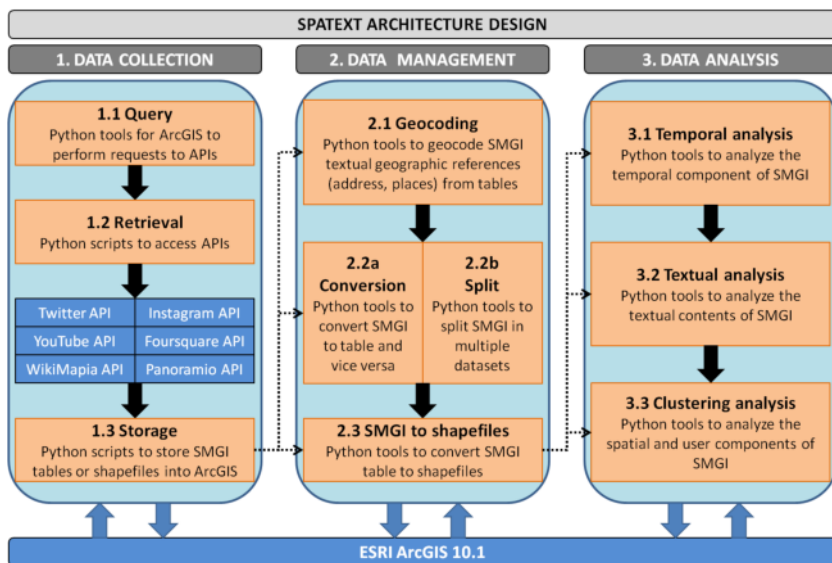 SPATEXT ARCHITECTURE DESIGN
1. DATA COLLECTION
1.1 Query
Python tools for ArcGIS to
perform requests to APIs
1.2 Retrieval
Python scripts to access APIs
Twitter API
Instagram API
YouTube API
Foursquare API
WikiMapia API
Panoramio API
1.3 Storage
Python scripts to store SMGI
tables or shapefiles into ArcGIS
2. DATA MANAGEMENT
2.1 Geocoding
Python tools to geocode SMGI
textual geographic references
(address, places) from tables
2.2a
Conversion
Python tools to
convert SMGI
to table and
vice versa
2.2b
Split
Python tools to
split SMGI in
multiple
datasets
2.3 SMGI to shapefiles
Python tools to convert SMGI
table to shapefiles
3. DATA ANALYSIS
3.1 Temporal analysis
Python tools to analyze the
temporal component of SMGI
3.2 Textual analysis
Python tools to analyze the
textual contents of SMGI
3.3 Clustering analysis
Python tools to analyze the
spatial and user components of
SMGI
ESRI ArcGIS 10.1